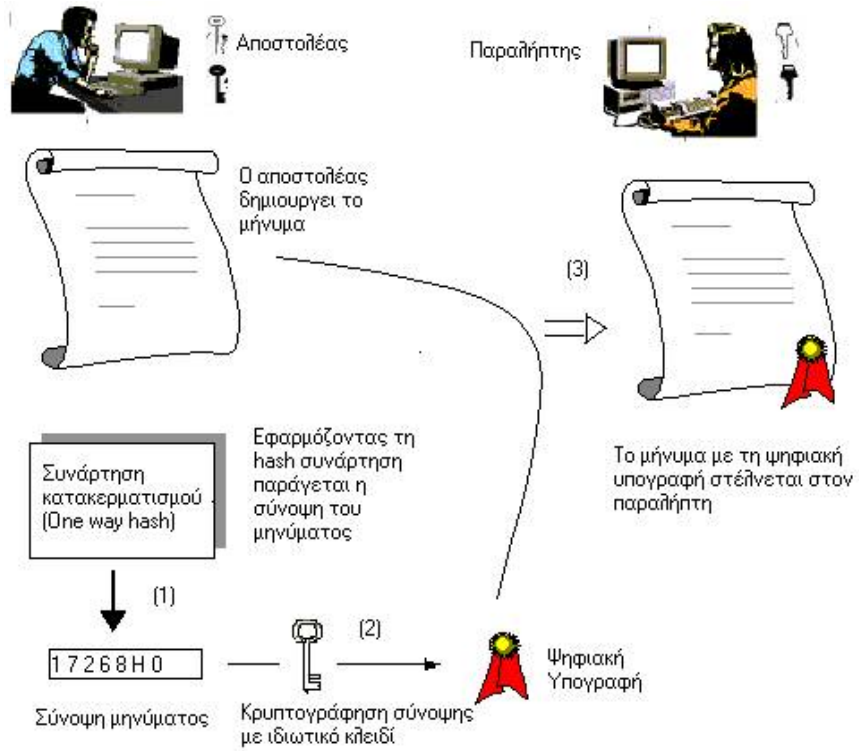 Αποστολέας
Παραλήπτης
Ο αποστολέας
δημιουργει το
μήνυμα
(3)
Συνάρτηση
κατακερματισμού
(One way hash)
Εφαρμόζοντας τη
hash συνάρτηση
παράγεται η
σύνοψη του
μηνύματος
Το μήνυμα με τη ψηφιακή
υπογραφή στέλνεται στον
παραλήπτη
(1)
(2)
17268H0
Σύνοψη μηνύματος
Κρυπτογράφηση σύνοψης
με ιδιωτικό κλειδί
Ψηφιακή
Υπογραφή